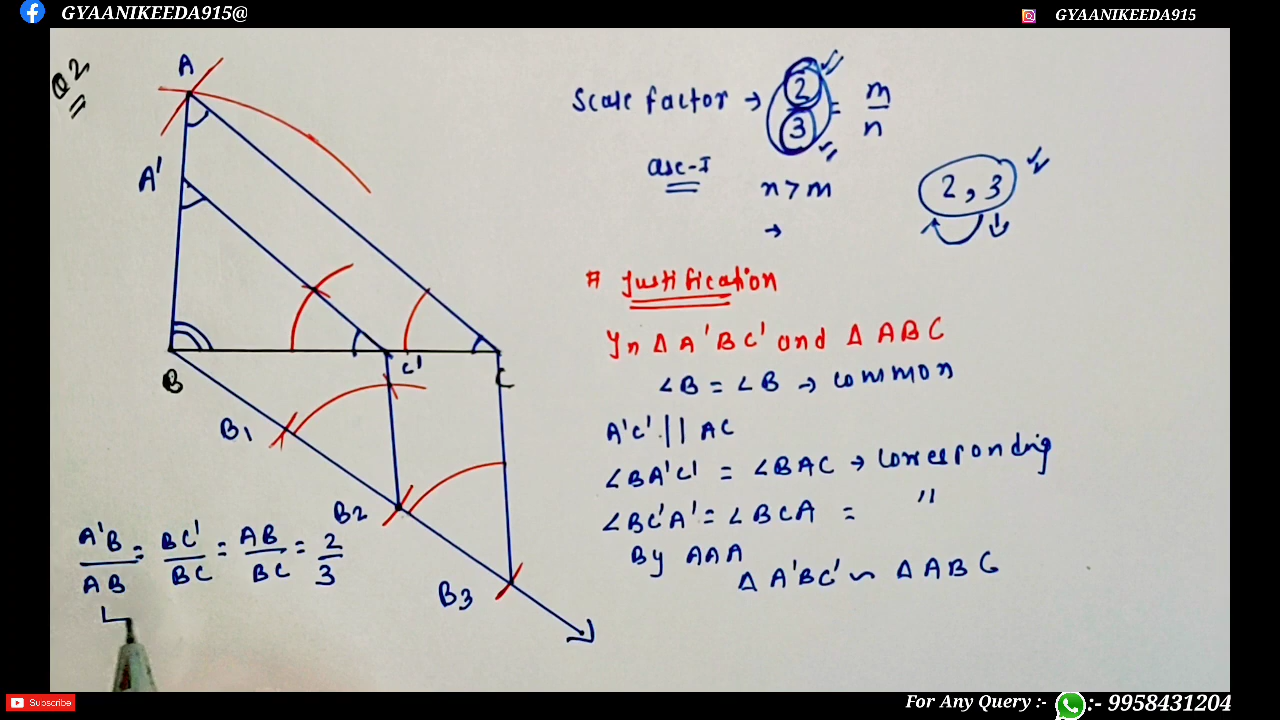 GYAANIKEEDA915@
GYAANIKEEDA915
Q2
A
A'
B
C'
C
B1
B2
B3
A'B/AB = BC'/BC = AB/BC = 2/3
Scale factor → 2/3 = m/n
n > m
2, 3
→
# Justification
In Δ A'BC' and Δ ABC
∠B = ∠B → common
A'C' || AC
∠BA'C' = ∠BAC → corresponding
∠BC'A' = ∠BCA = "
By AAA
Δ A'BC' ~ Δ ABC
Subscribe
For Any Query :- :- 9958431204